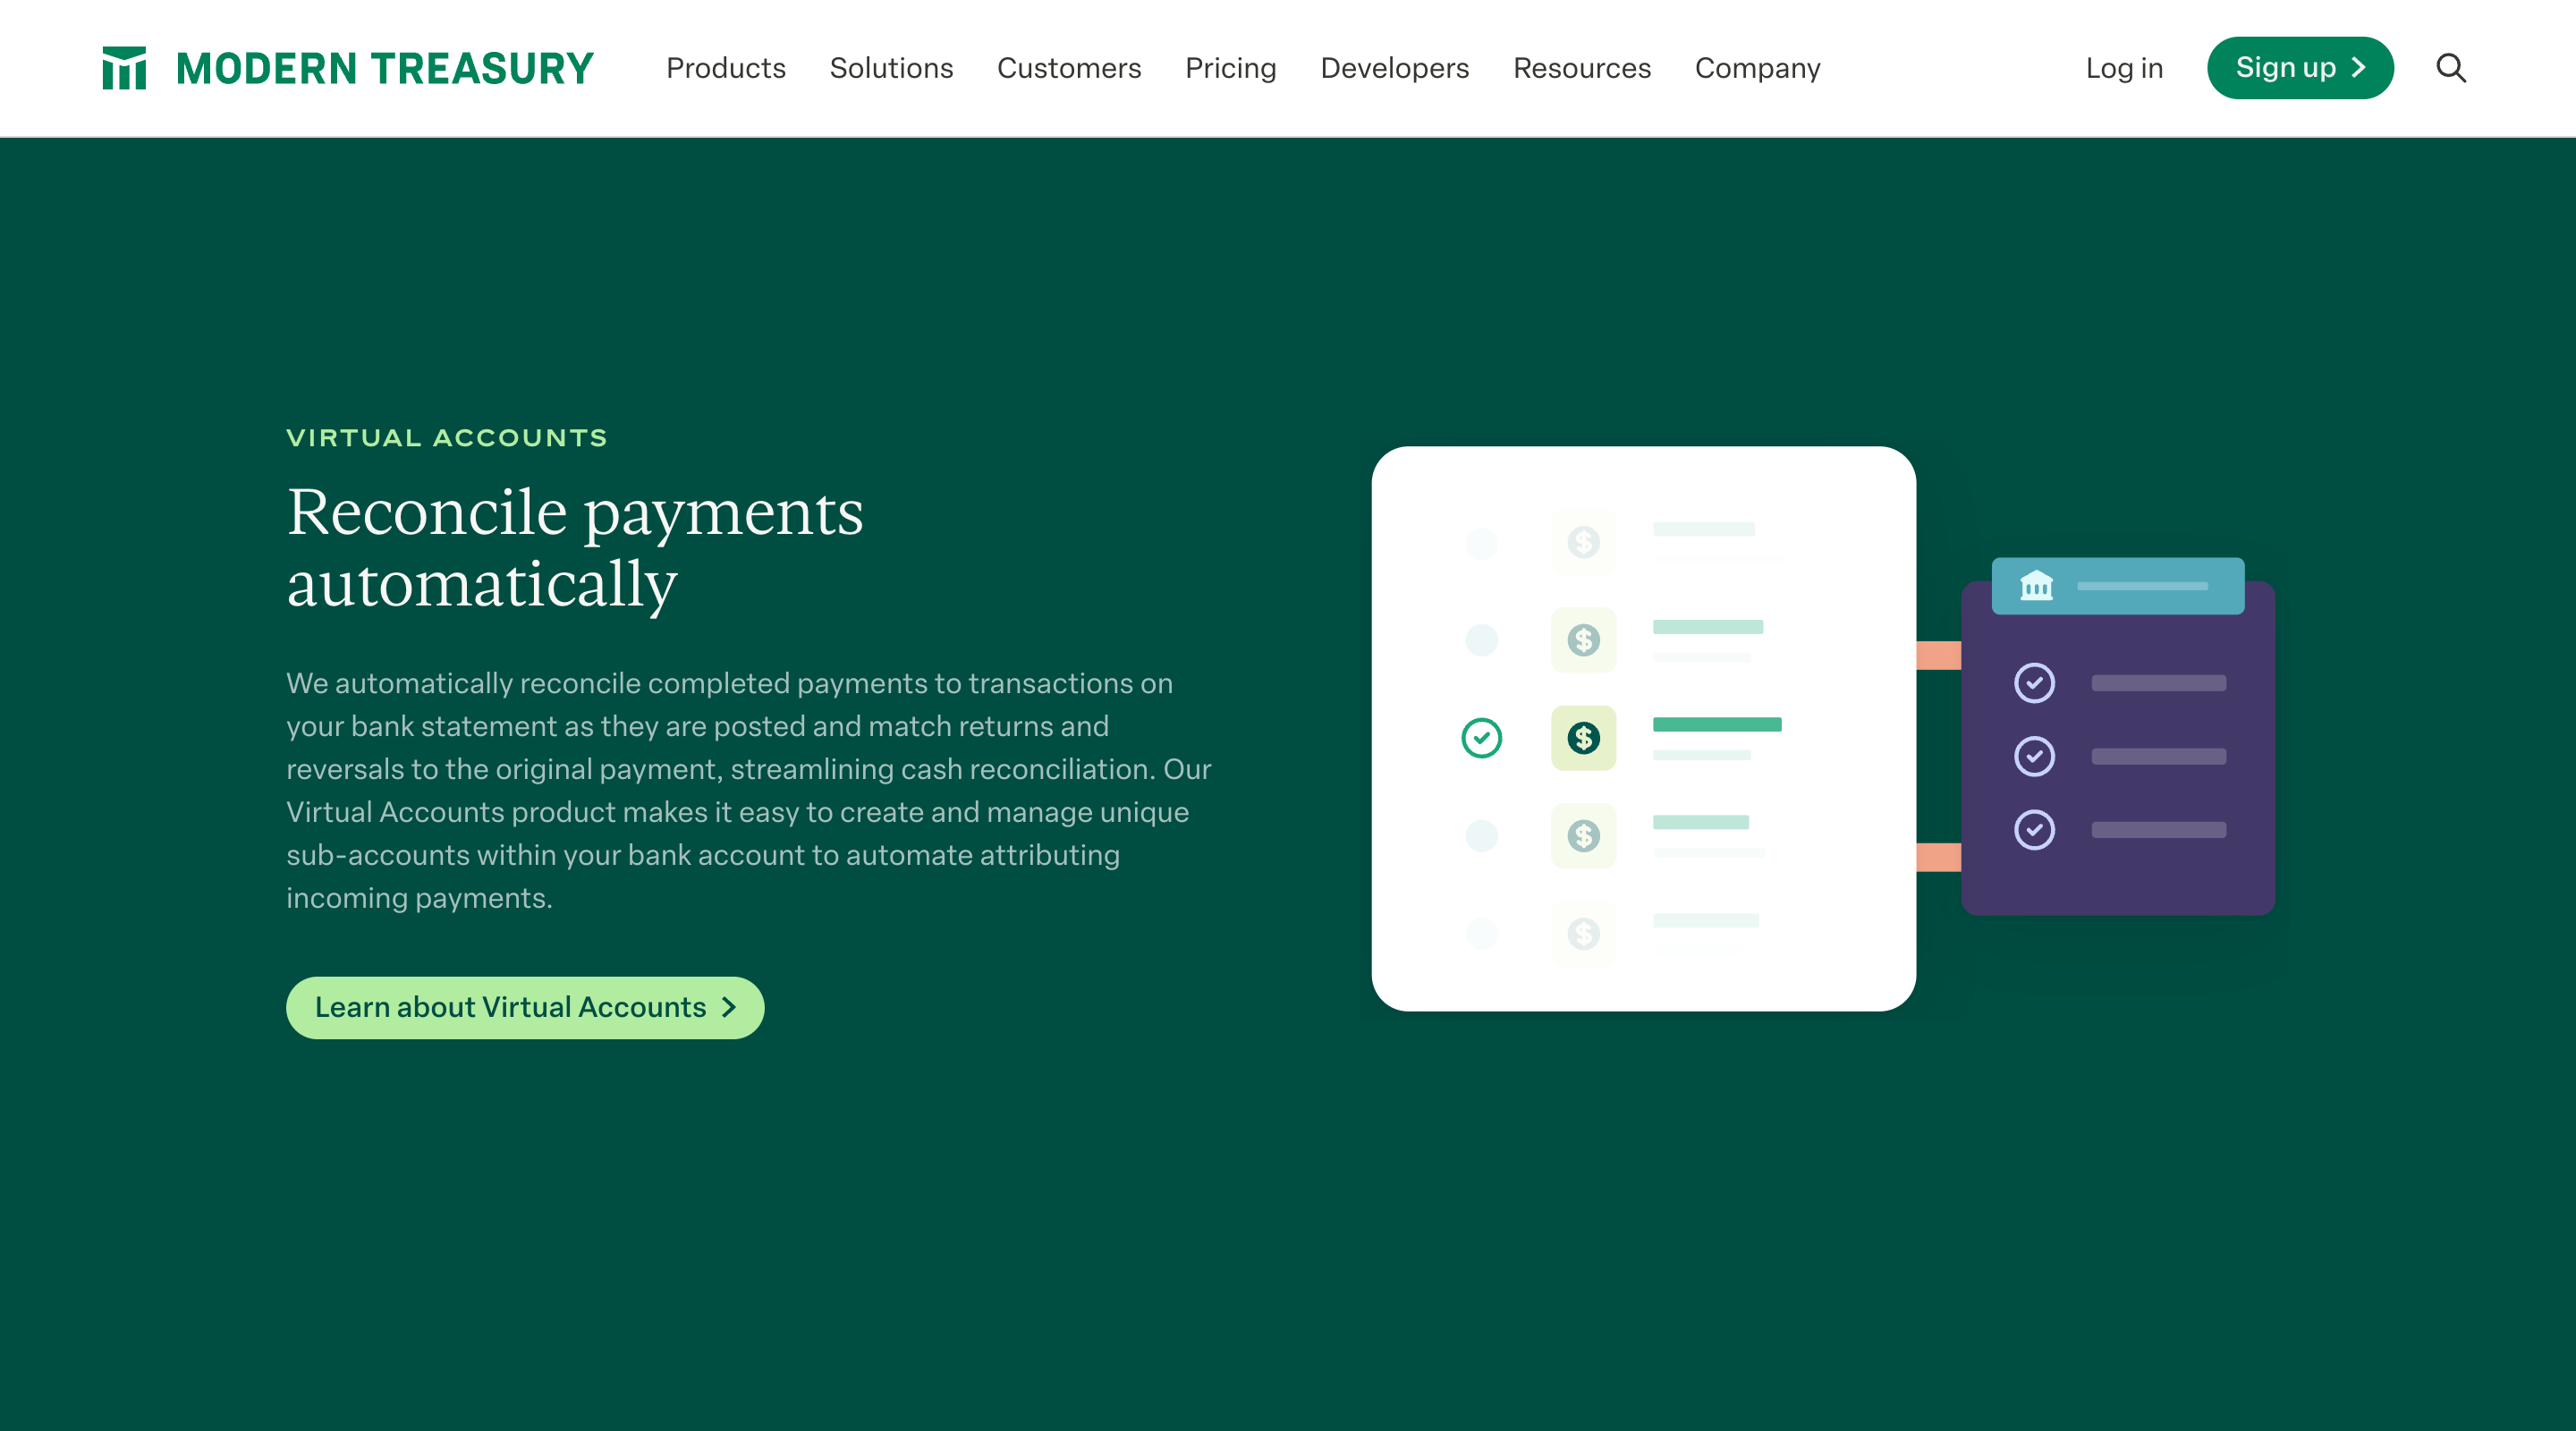 MODERN TREASURY
Products
Solutions
Customers
Pricing
Developers
Resources
Company
Log in
Sign up
VIRTUAL ACCOUNTS
Reconcile payments
automatically
We automatically reconcile completed payments to transactions on
your bank statement as they are posted and match returns and
reversals to the original payment, streamlining cash reconciliation. Our
Virtual Accounts product makes it easy to create and manage unique
sub-accounts within your bank account to automate attributing
incoming payments.
Learn about Virtual Accounts
$
$
$
$
$